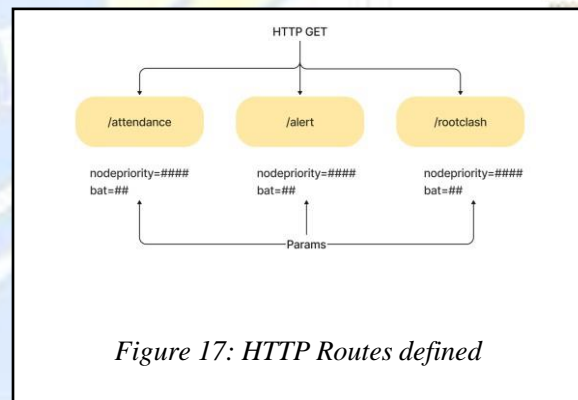 HTTP GET
/attendance
/alert
/rootclash
nodepriority=####
bat=##
nodepriority=####
bat=##
nodepriority=####
bat=##
Params
Figure 17: HTTP Routes defined